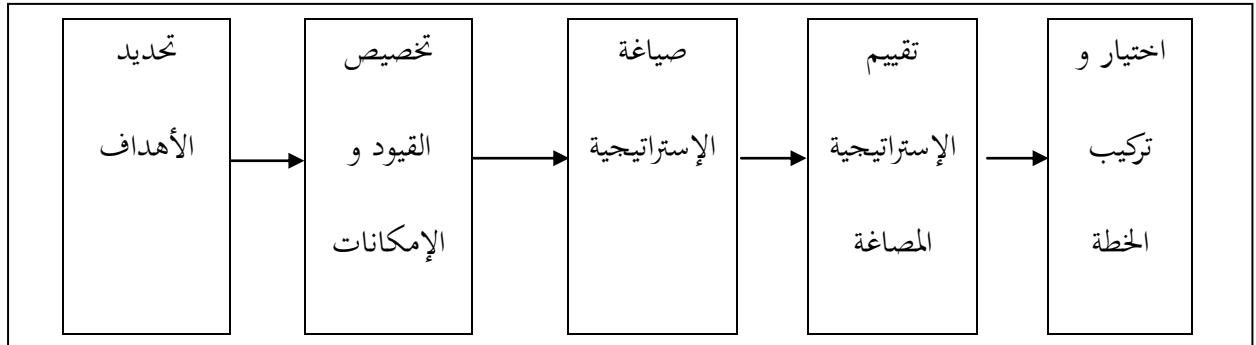 تحديد
الأهداف
تخصيص
القيود و
الإمكانات
صياغة
الإستراتيجية
تقييم
الإستراتيجية
المصاغة
اختيار و
تركيب
الخطة